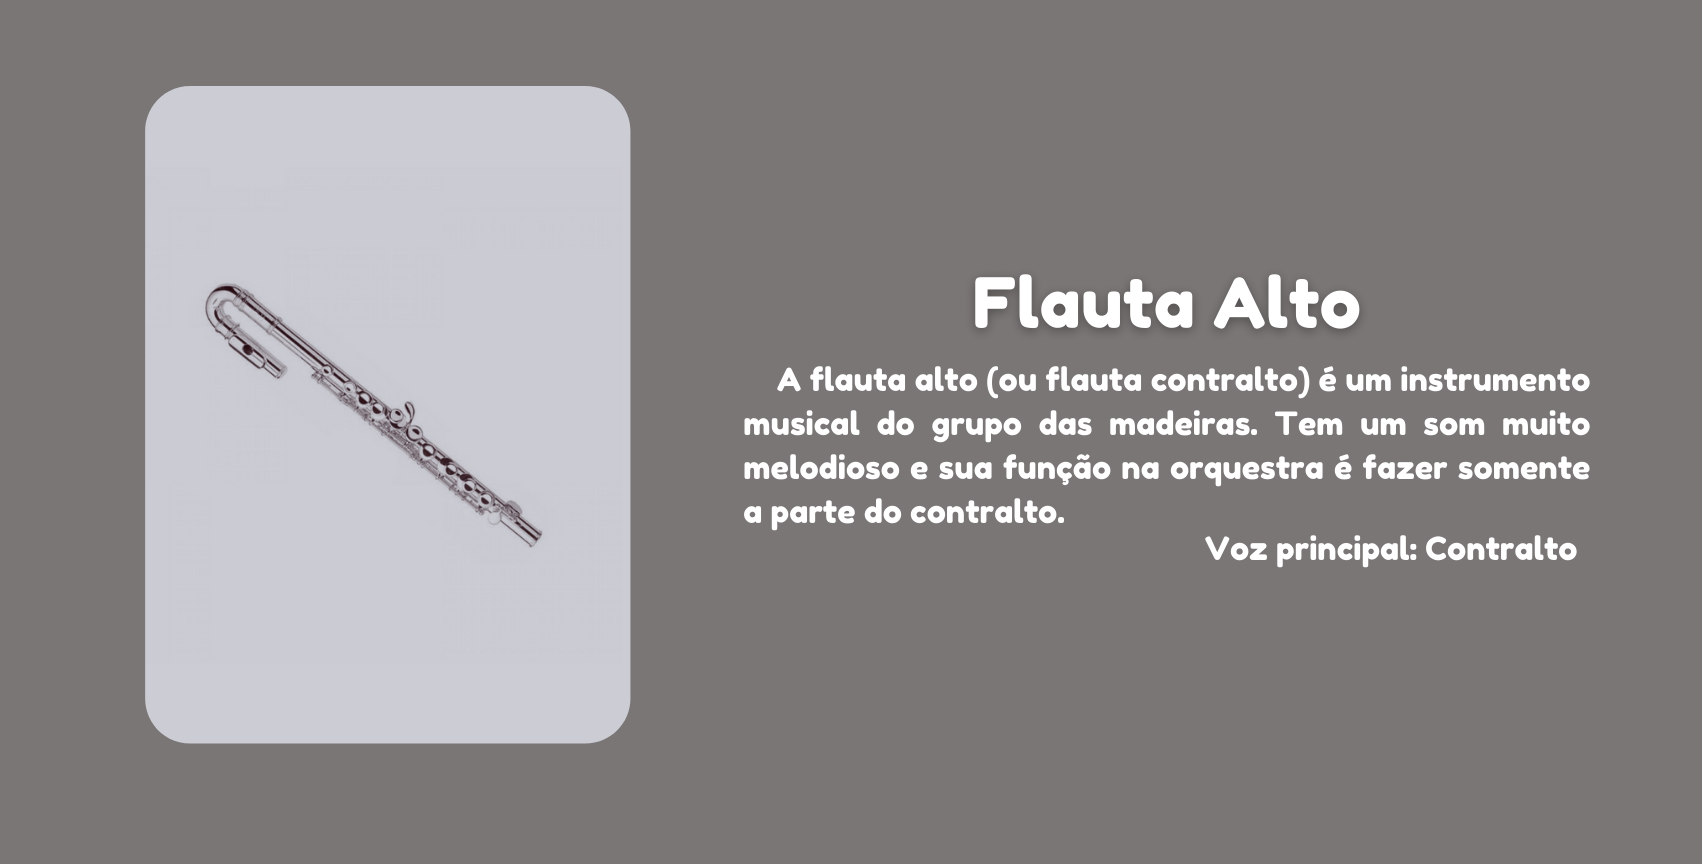 Flauta Alto
A flauta alto (ou flauta contralto) é um instrumento
musical do grupo das madeiras. Tem um som muito
melodioso e sua função na orquestra é fazer somente
a parte do contralto.
Voz principal: Contralto